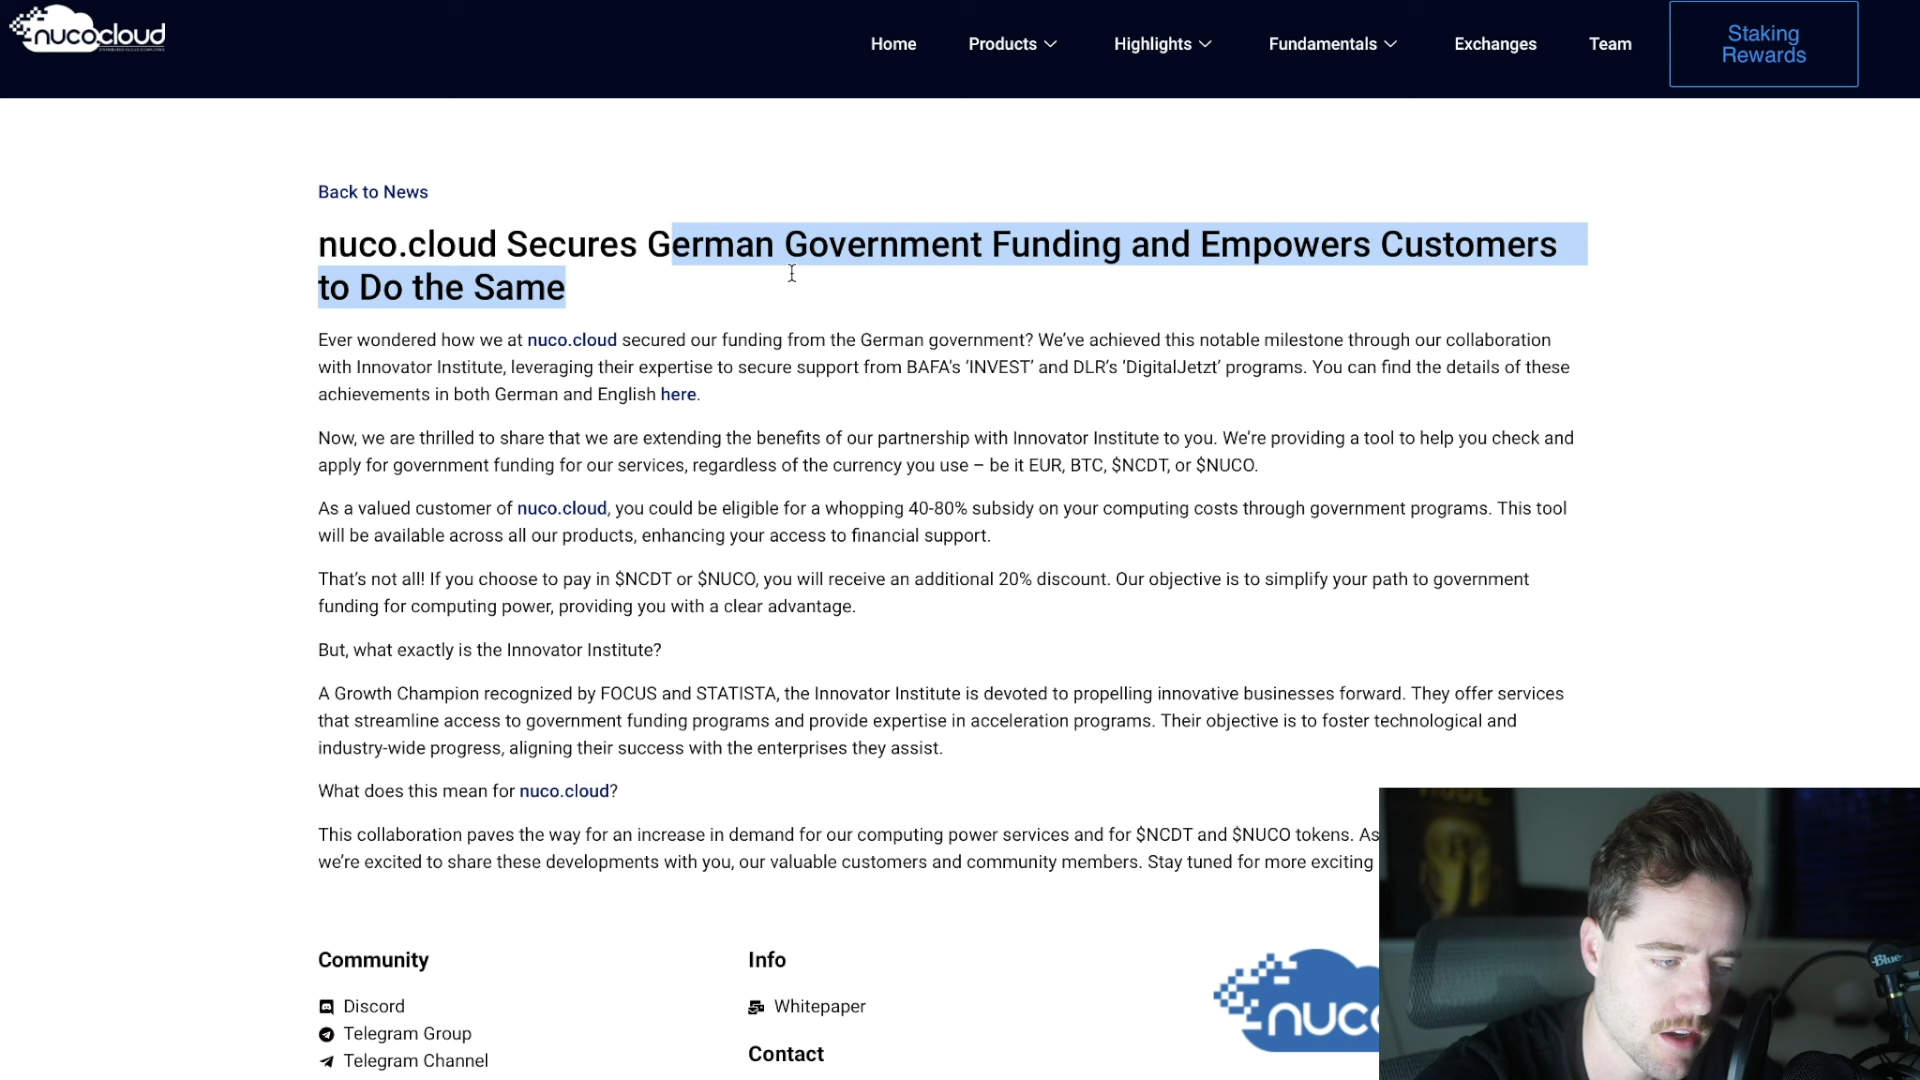 nucocloud
Home
Products
Highlights
Fundamentals
Exchanges
Team
Staking
Rewards
Back to News
nuco.cloud Secures German Government Funding and Empowers Customers
to Do the Same
Ever wondered how we at nuco.cloud secured our funding from the German government? We’ve achieved this notable milestone through our collaboration
with Innovator Institute, leveraging their expertise to secure support from BAFA’s ‘INVEST’ and DLR’s ‘DigitalJetzt’ programs. You can find the details of these
achievements in both German and English here.
Now, we are thrilled to share that we are extending the benefits of our partnership with Innovator Institute to you. We’re providing a tool to help you check and
apply for government funding for our services, regardless of the currency you use – be it EUR, BTC, $NCDT, or $NUCO.
As a valued customer of nuco.cloud, you could be eligible for a whopping 40-80% subsidy on your computing costs through government programs. This tool
will be available across all our products, enhancing your access to financial support.
That’s not all! If you choose to pay in $NCDT or $NUCO, you will receive an additional 20% discount. Our objective is to simplify your path to government
funding for computing power, providing you with a clear advantage.
But, what exactly is the Innovator Institute?
A Growth Champion recognized by FOCUS and STATISTA, the Innovator Institute is devoted to propelling innovative businesses forward. They offer services
that streamline access to government funding programs and provide expertise in acceleration programs. Their objective is to foster technological and
industry-wide progress, aligning their success with the enterprises they assist.
What does this mean for nuco.cloud?
This collaboration paves the way for an increase in demand for our computing power services and for $NCDT and $NUCO tokens. As
we’re excited to share these developments with you, our valuable customers and community members. Stay tuned for more exciting
Community
Discord
Telegram Group
Telegram Channel
Info
Whitepaper
Contact
nuc
Blue